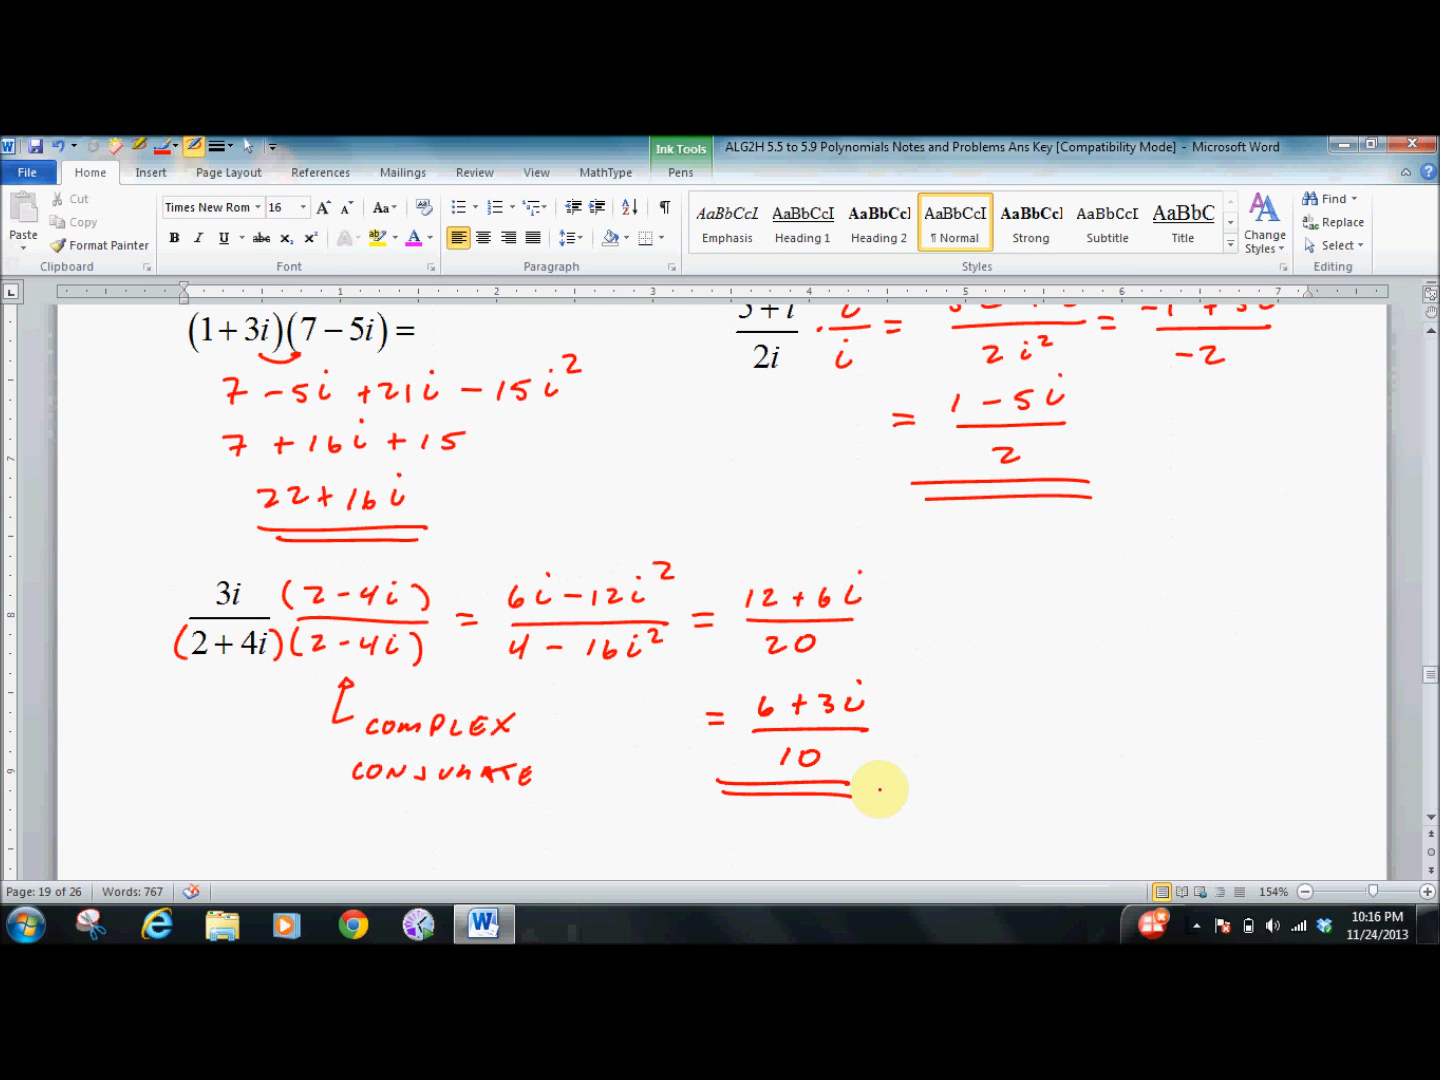 ALG2H 5.5 to 5.9 Polynomials Notes and Problems Ans Key [Compatibility Mode] - Microsoft Word
Ink Tools
File Home Insert Page Layout References Mailings Review View MathType Pens
Paste
Cut
Copy
Format Painter
Clipboard
Times New Rom 16
Font
Paragraph
AaBbCcI AaBbCcI AaBbCcI AaBbCcI AaBbCcI AaBbCcI AaBbC
Emphasis Heading 1 Heading 2 ¶ Normal Strong Subtitle Title
Styles
Change Styles
Find
Replace
Select
Editing
(1 + 3i)(7 − 5i) =
7 − 5i + 21i − 15i²
7 + 16i + 15
22 + 16i
2i · i = 2i² = −2
= 1 − 5i / 2
3i / (2 + 4i) (2 − 4i) / (2 − 4i) = 6i − 12i² / 4 − 16i² = 12 + 6i / 20
= 6 + 3i / 10
COMPLEX
CONJUGATE
Page: 19 of 26 Words: 767 154%
10:16 PM
11/24/2013